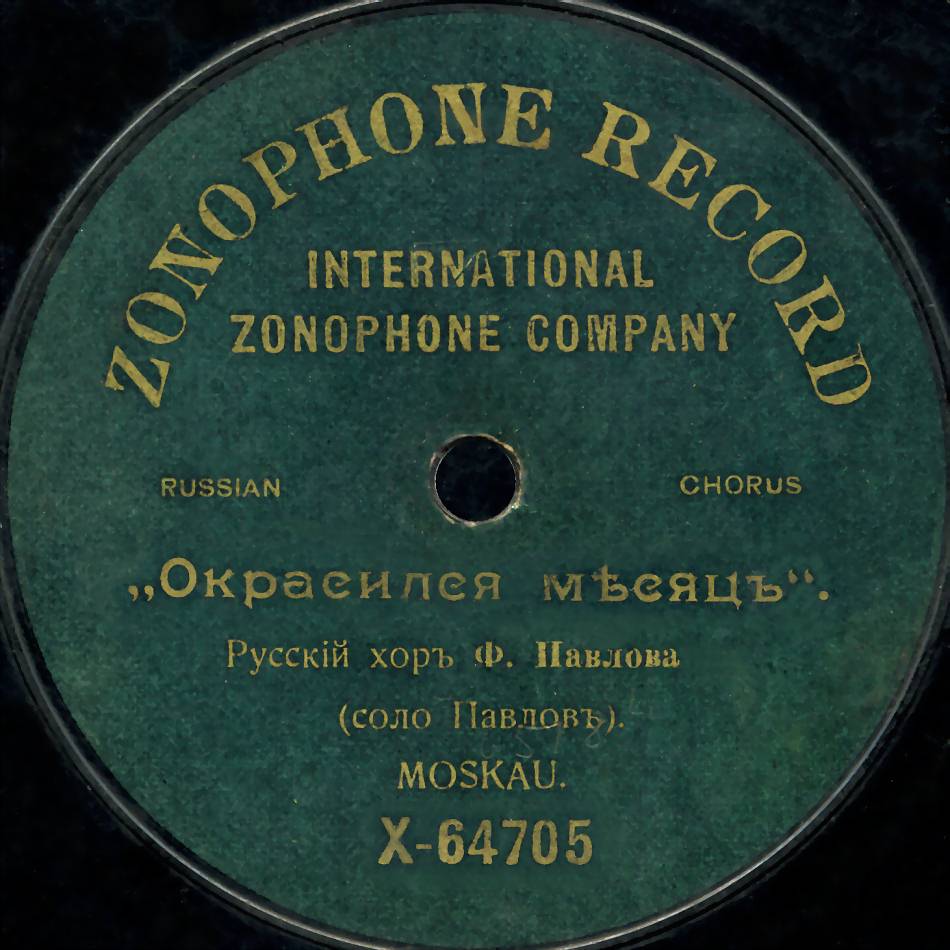 ZONOPHONE RECORD
INTERNATIONAL
ZONOPHONE COMPANY
RUSSIAN CHORUS
„Окрасился мѣсяцъ“.
Русскій хоръ Ф. Павлова
(соло Павловъ).
MOSKAU.
X-64705